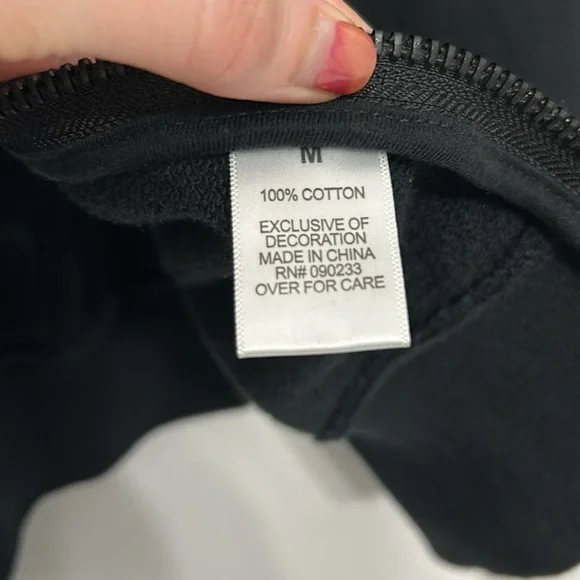 M
100% COTTON
EXCLUSIVE OF
DECORATION
MADE IN CHINA
RN# 090233
OVER FOR CARE